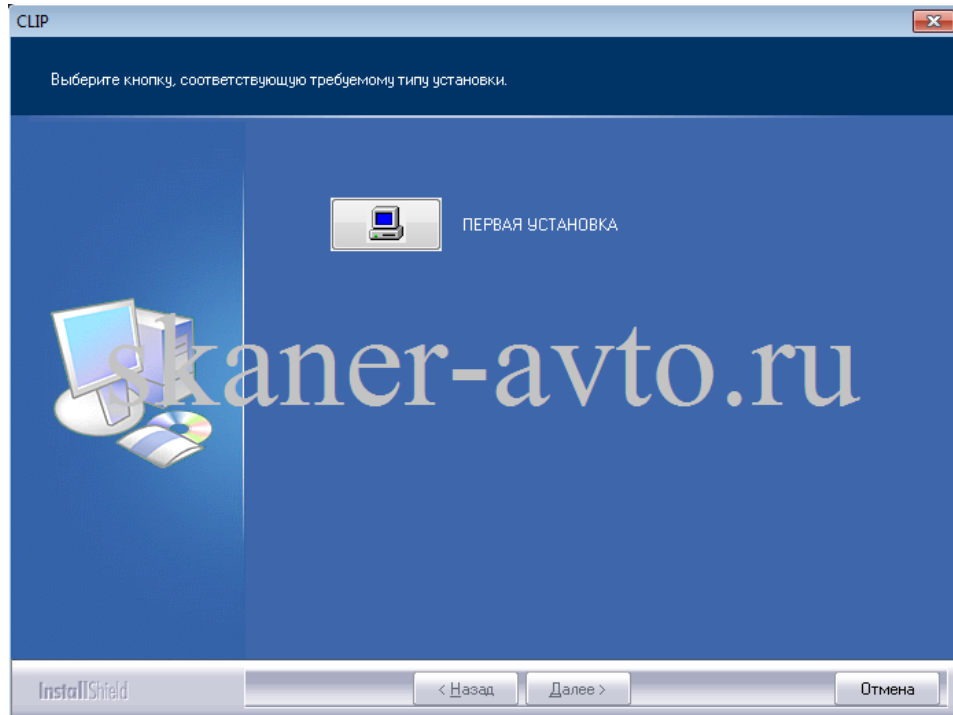 CLIP
Выберите кнопку, соответствующую требуемому типу установки.
ПЕРВАЯ УСТАНОВКА
skaner-avto.ru
InstallShield
< Назад
Далее >
Отмена